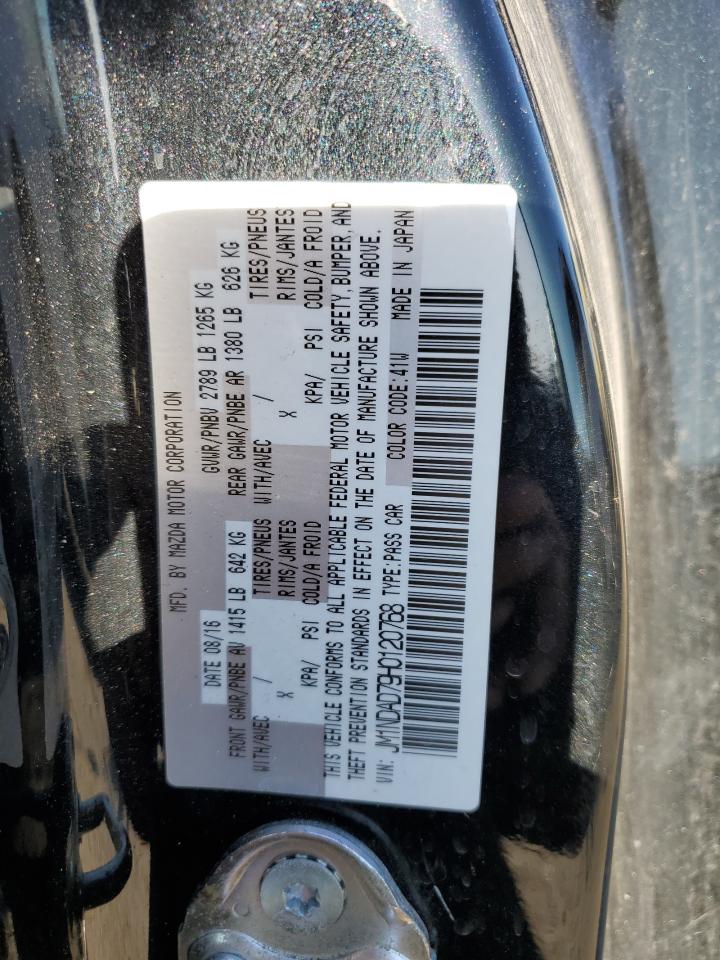 MFD. BY MAZDA MOTOR CORPORATION
DATE 08/16 GVWR/PNBV 2789 LB 1265 KG
FRONT GAWR/PNBE AV 1415 LB 642 KG REAR GAWR/PNBE AR 1380 LB 626 KG
WITH/AVEC / TIRES/PNEUS WITH/AVEC / TIRES/PNEUS
X RIMS/JANTES X RIMS/JANTES
KPA/ PSI COLD/A FROID KPA/ PSI COLD/A FROID
THIS VEHICLE CONFORMS TO ALL APPLICABLE FEDERAL MOTOR VEHICLE SAFETY, BUMPER, AND
THEFT PREVENTION STANDARDS IN EFFECT ON THE DATE OF MANUFACTURE SHOWN ABOVE.
VIN: JM1NDAD79H0120768 TYPE:PASS CAR COLOR CODE:41W MADE IN JAPAN